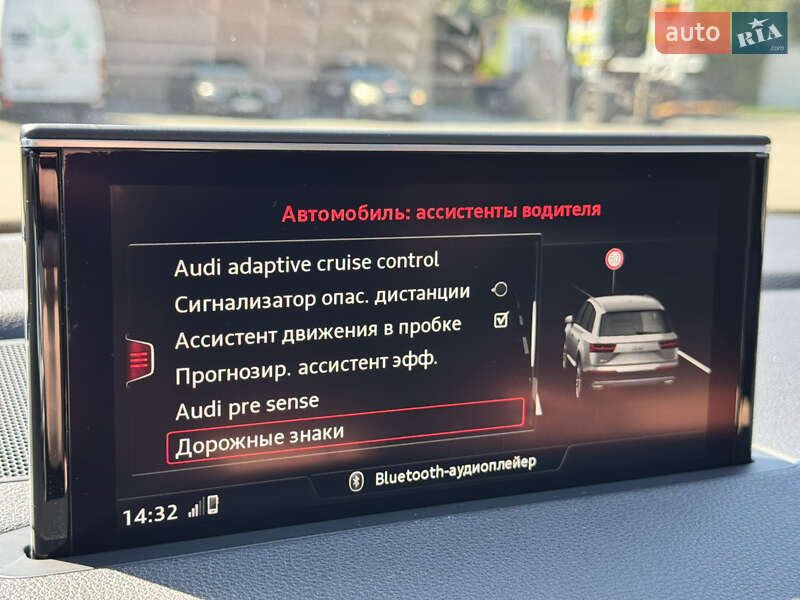 auto RIA
.com
Автомобиль: ассистенты водителя
Audi adaptive cruise control
Сигнализатор опас. дистанции
Ассистент движения в пробке
Прогнозир. ассистент эфф.
Audi pre sense
Дорожные знаки
Bluetooth-аудиоплейер
14:32